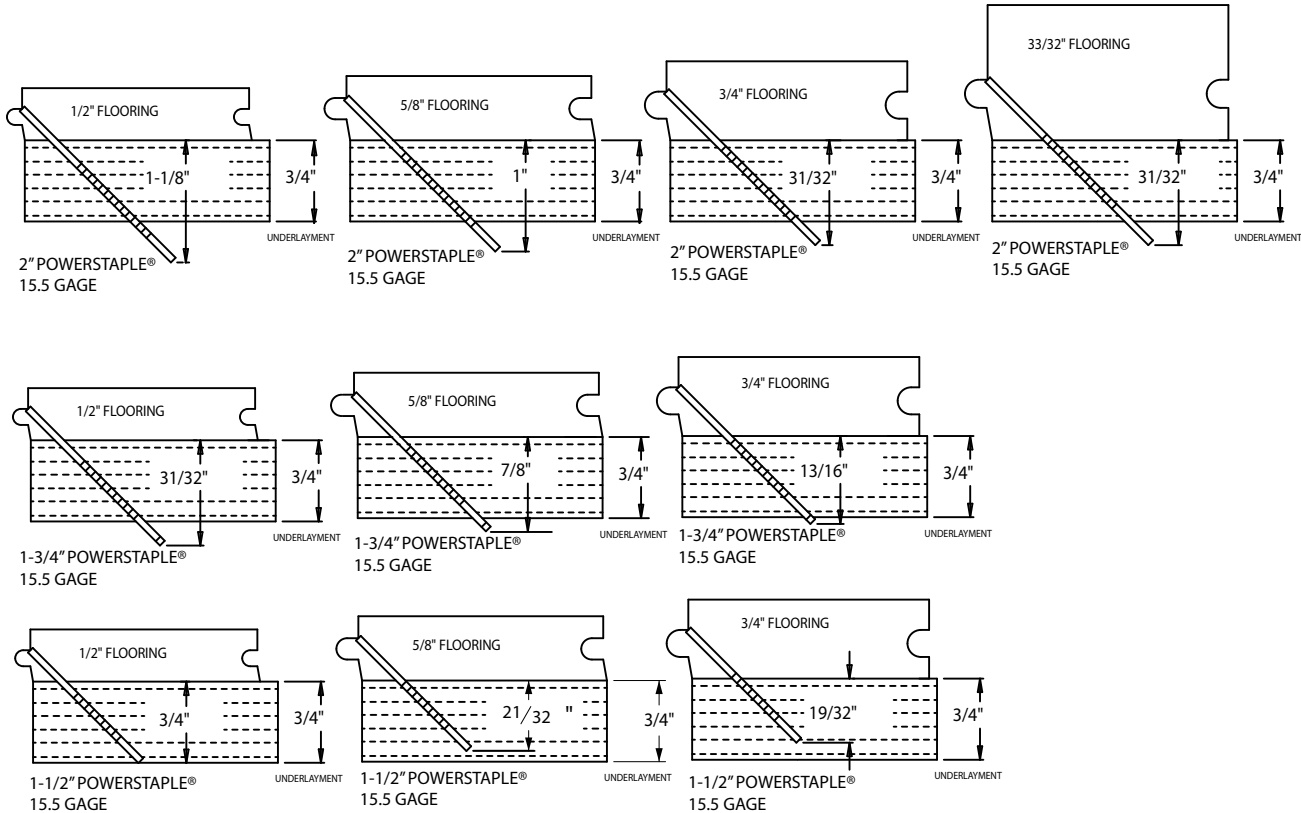 1/2" FLOORING
1-1/8"
3/4"
UNDERLAYMENT
2" POWERSTAPLE®
15.5 GAGE
5/8" FLOORING
1"
3/4"
UNDERLAYMENT
2" POWERSTAPLE®
15.5 GAGE
3/4" FLOORING
31/32"
3/4"
UNDERLAYMENT
2" POWERSTAPLE®
15.5 GAGE
33/32" FLOORING
31/32"
3/4"
UNDERLAYMENT
2" POWERSTAPLE®
15.5 GAGE
1/2" FLOORING
31/32"
3/4"
UNDERLAYMENT
1-3/4" POWERSTAPLE®
15.5 GAGE
5/8" FLOORING
7/8"
3/4"
UNDERLAYMENT
1-3/4" POWERSTAPLE®
15.5 GAGE
3/4" FLOORING
13/16"
3/4"
UNDERLAYMENT
1-3/4" POWERSTAPLE®
15.5 GAGE
1/2" FLOORING
3/4"
3/4"
UNDERLAYMENT
1-1/2" POWERSTAPLE®
15.5 GAGE
5/8" FLOORING
21/32 "
3/4"
UNDERLAYMENT
1-1/2" POWERSTAPLE®
15.5 GAGE
3/4" FLOORING
19/32"
3/4"
UNDERLAYMENT
1-1/2" POWERSTAPLE®
15.5 GAGE